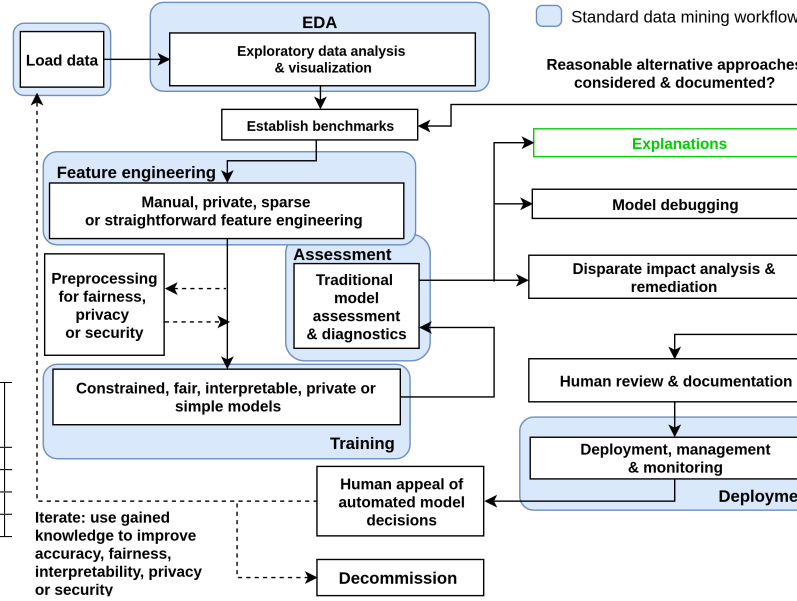 EDA
Standard data mining workflow
Load data
Exploratory data analysis
& visualization
Reasonable alternative approaches
considered & documented?
Establish benchmarks
Explanations
Feature engineering
Manual, private, sparse
or straightforward feature engineering
Model debugging
Assessment
Preprocessing
for fairness,
privacy
or security
Traditional
model
assessment
& diagnostics
Disparate impact analysis &
remediation
Constrained, fair, interpretable, private or
simple models
Training
Human review & documentation
Deployment, management
& monitoring
Deployme
Human appeal of
automated model
decisions
Iterate: use gained
knowledge to improve
accuracy, fairness,
interpretability, privacy
or security
Decommission